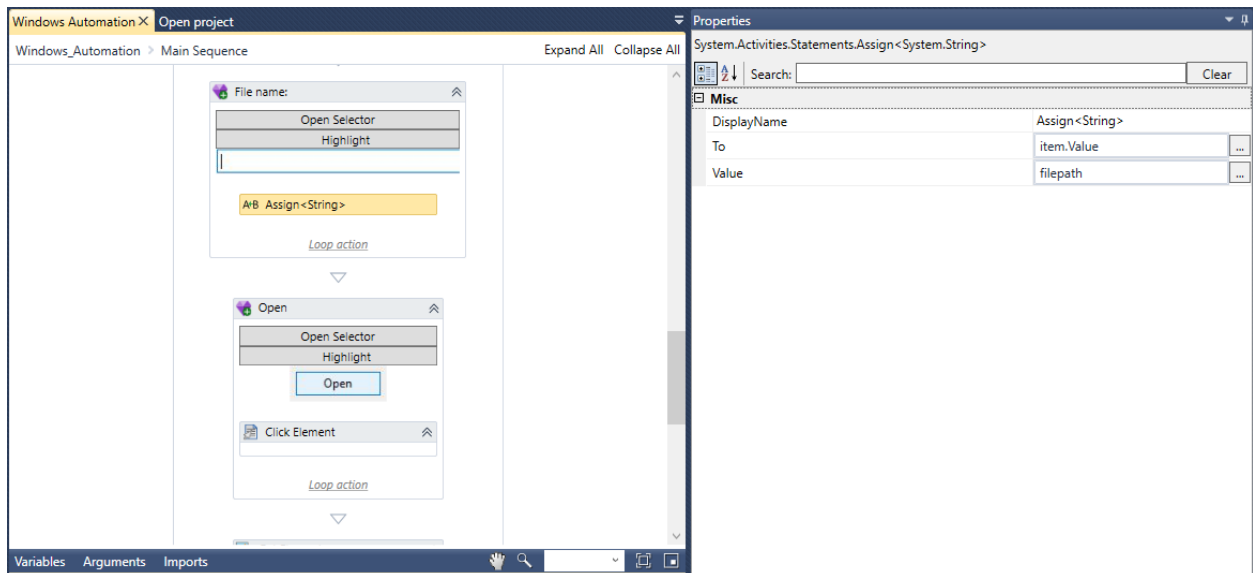 Windows Automation Open project
Windows_Automation > Main Sequence Expand All Collapse All
File name:
Open Selector
Highlight
A+B Assign<String>
Loop action
Open
Open Selector
Highlight
Open
Click Element
Loop action
Variables Arguments Imports
Properties
System.Activities.Statements.Assign<System.String>
Search: Clear
Misc
DisplayName Assign<String>
To item.Value ...
Value filepath ...